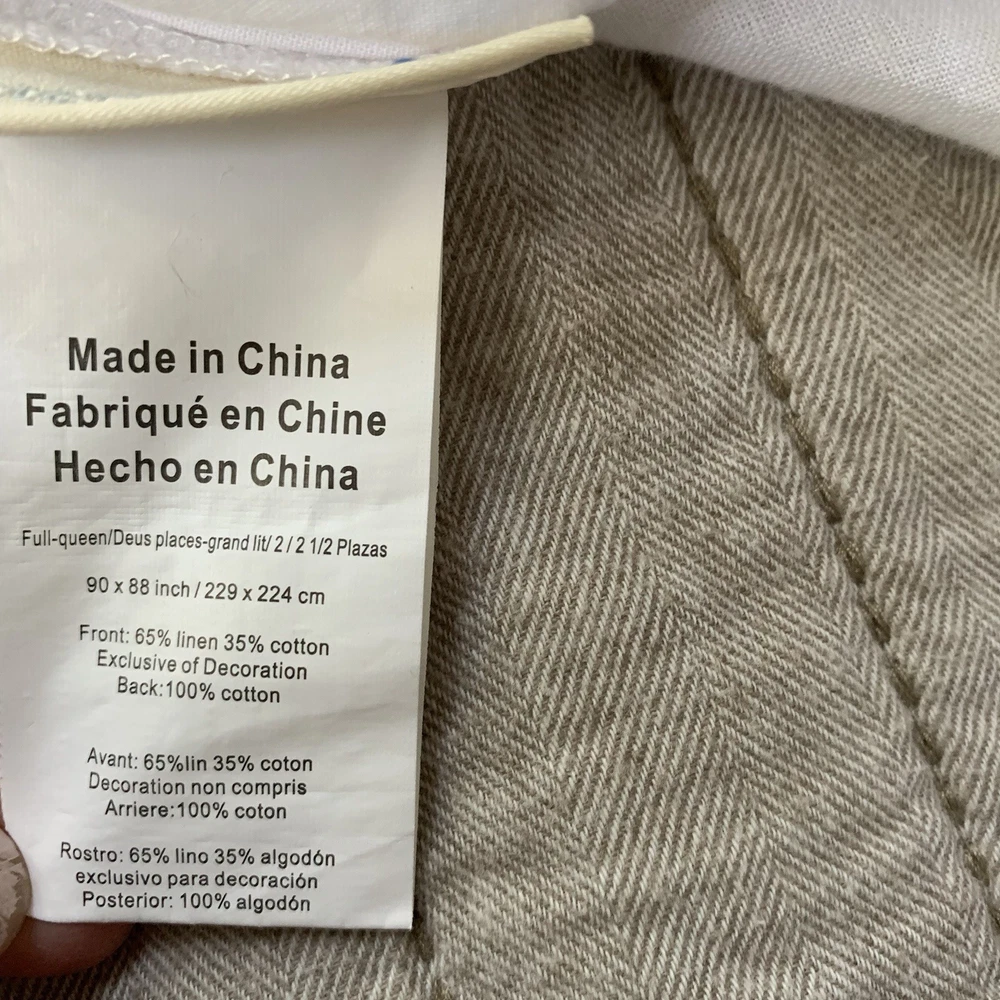 Made in China
Fabriqué en Chine
Hecho en China
Full-queen/Deus places-grand lit/ 2 / 2 1/2 Plazas
90 x 88 inch / 229 x 224 cm
Front: 65% linen 35% cotton
Exclusive of Decoration
Back:100% cotton
Avant: 65%lin 35% coton
Decoration non compris
Arriere:100% coton
Rostro: 65% lino 35% algodón
exclusivo para decoración
Posterior: 100% algodón